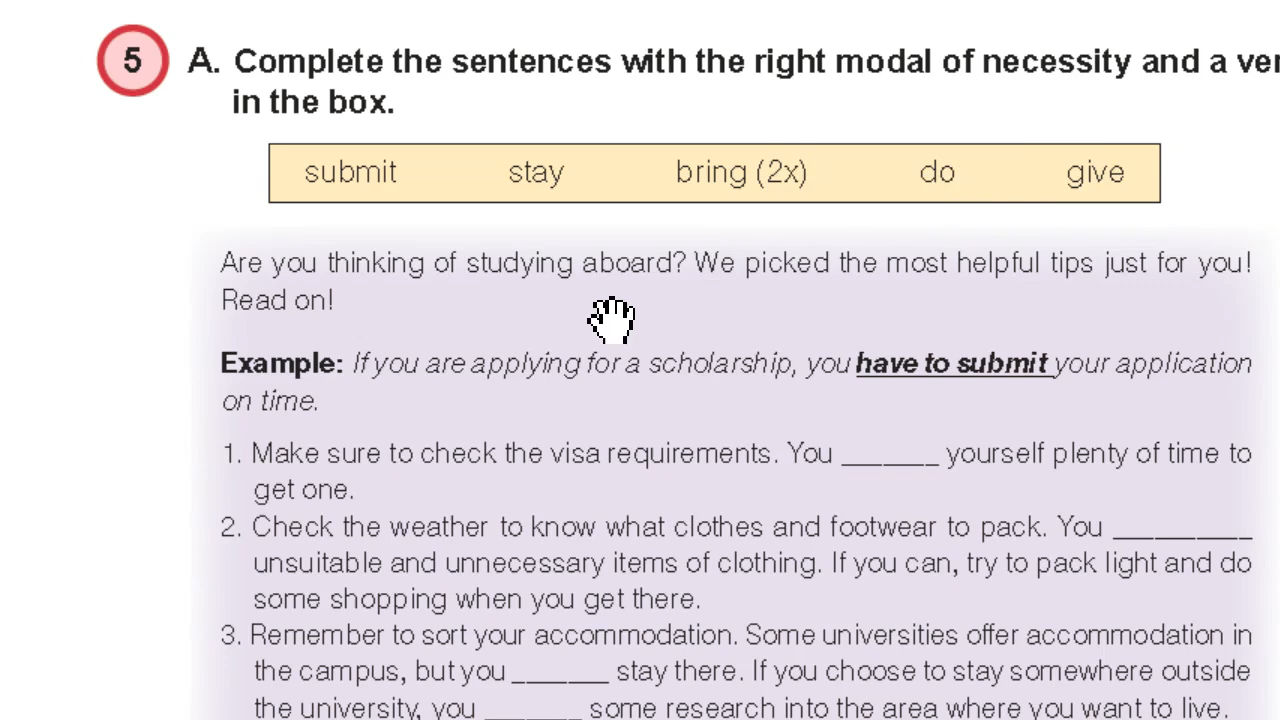 5 A. Complete the sentences with the right modal of necessity and a
in the box.
submit stay bring (2x) do give
Are you thinking of studying aboard? We picked the most helpful tips just for you!
Read on!
Example: If you are applying for a scholarship, you have to submit your application
on time.
1. Make sure to check the visa requirements. You _______ yourself plenty of time to
get one.
2. Check the weather to know what clothes and footwear to pack. You __________
unsuitable and unnecessary items of clothing. If you can, try to pack light and do
some shopping when you get there.
3. Remember to sort your accommodation. Some universities offer accommodation in
the campus, but you _______ stay there. If you choose to stay somewhere outside
the university, you _______ some research into the area where you want to live.